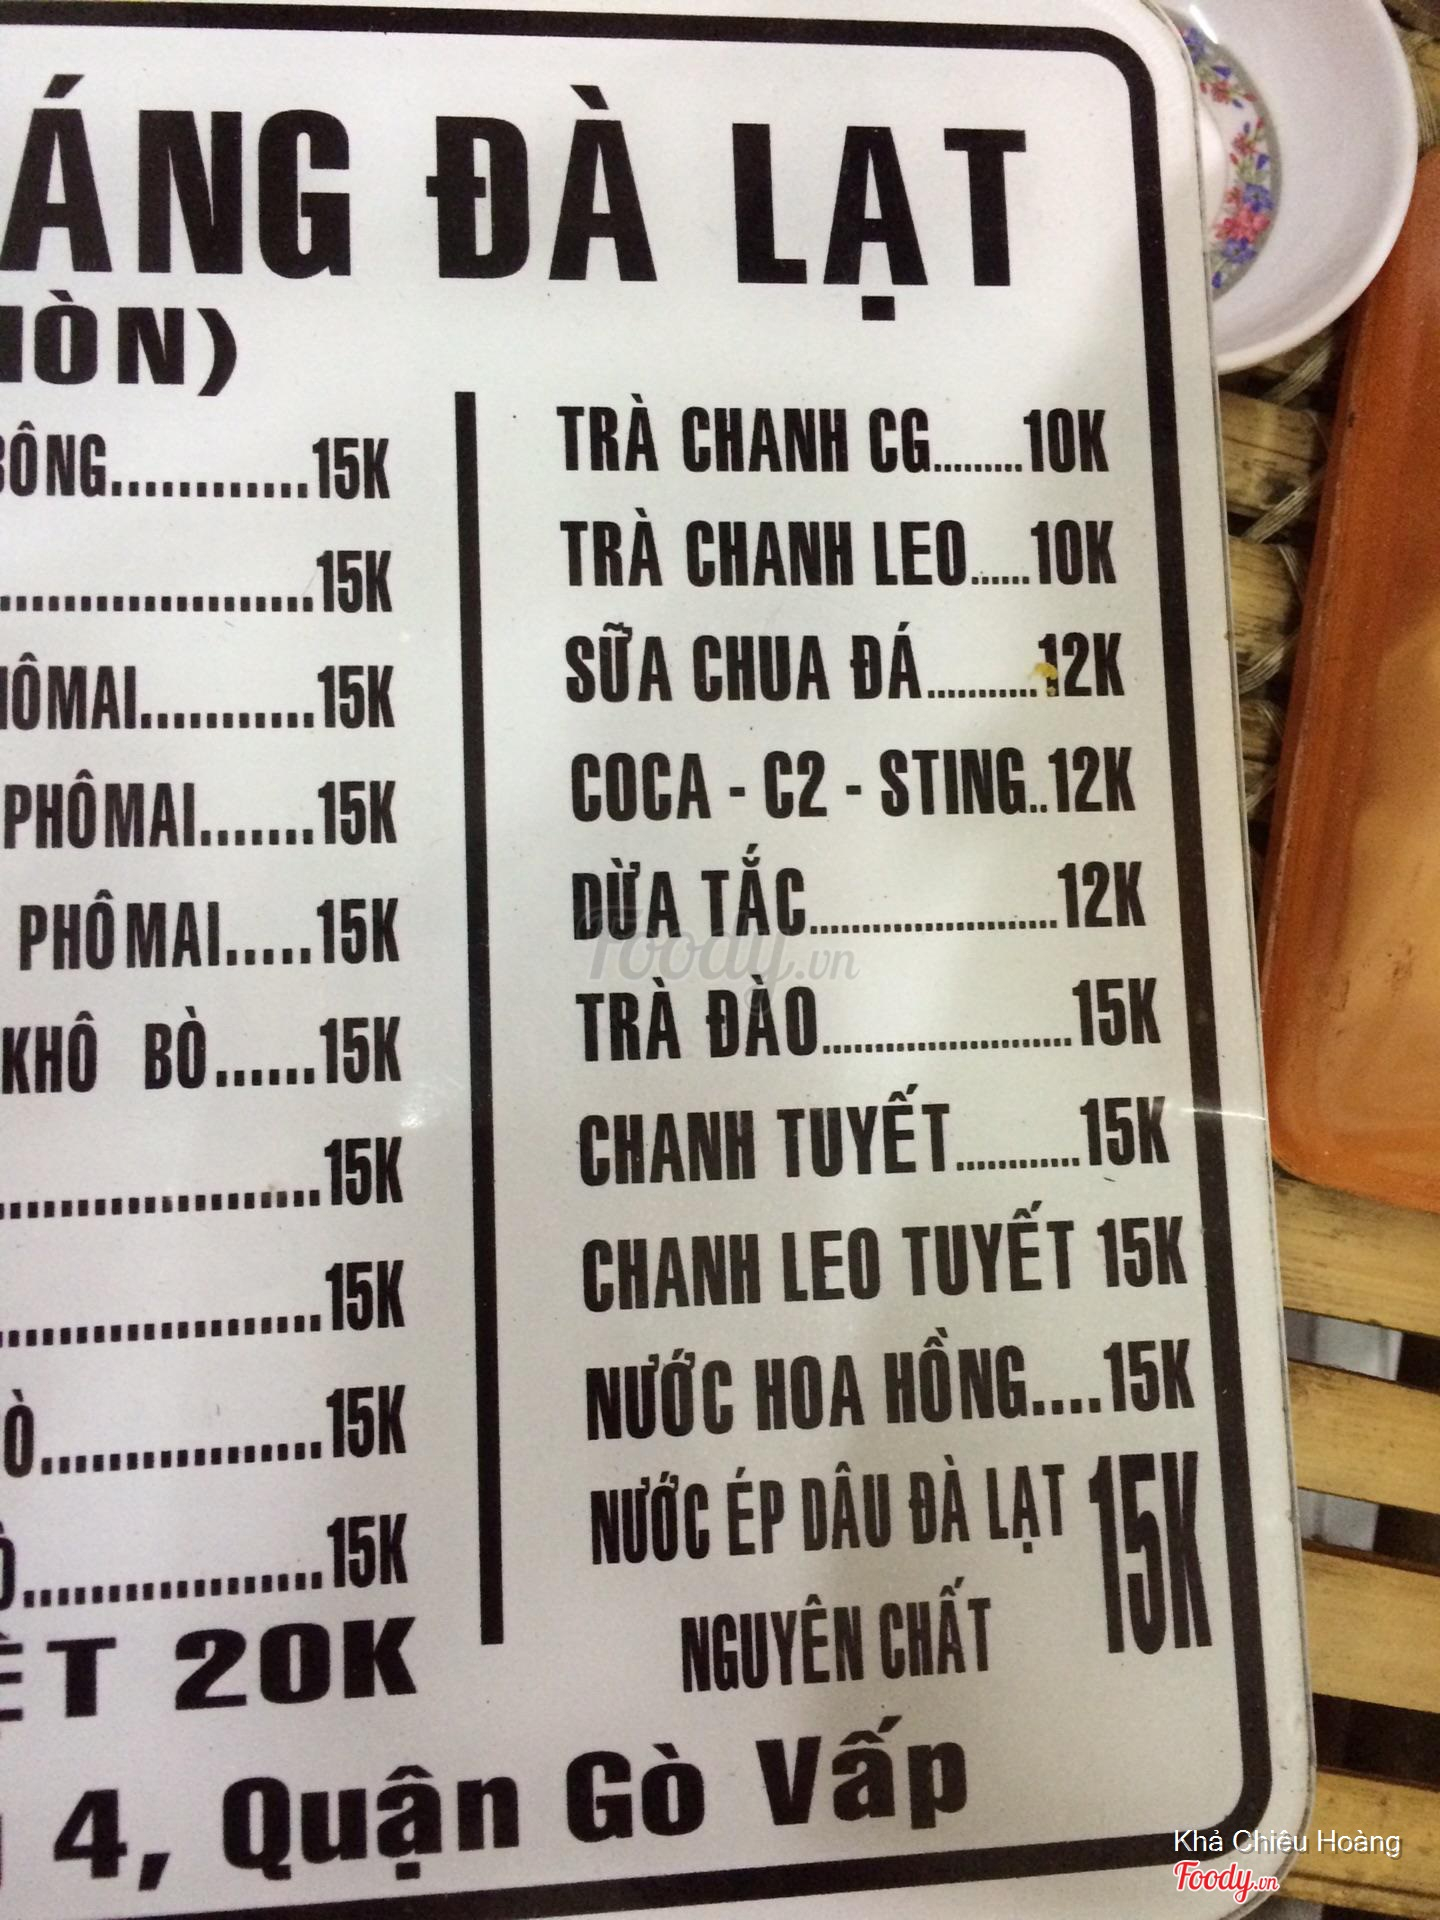 ÁNG ĐÀ LẠT
ÒN)
BÔNG............15K
....................15K
HÔMAI...........15K
PHÔMAI.......15K
PHÔMAI.....15K
KHÔ BÒ......15K
....................15K
....................15K
Ò..................15K
Ò...................15K
ẾT 20K
TRÀ CHANH CG.........10K
TRÀ CHANH LEO......10K
SỮA CHUA ĐÁ...........12K
COCA - C2 - STING..12K
DỪA TẮC........................12K
TRÀ ĐÀO........................15K
CHANH TUYẾT............15K
CHANH LEO TUYẾT 15K
NƯỚC HOA HỒNG....15K
NƯỚC ÉP DÂU ĐÀ LẠT 15K
NGUYÊN CHẤT
4, Quận Gò Vấp
Foody.vn
Khả Chiêu Hoàng
Foody.vn